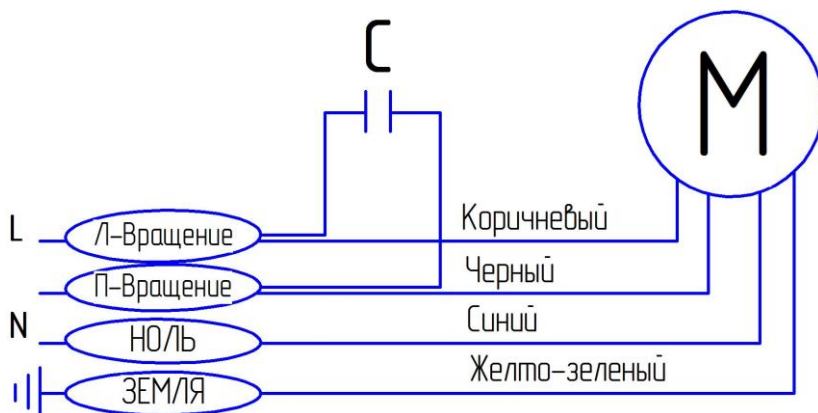 C
M
L
Л-Вращение
Коричневый
П-Вращение
Черный
N
НОЛЬ
Синий
ЗЕМЛЯ
Желто-зеленый